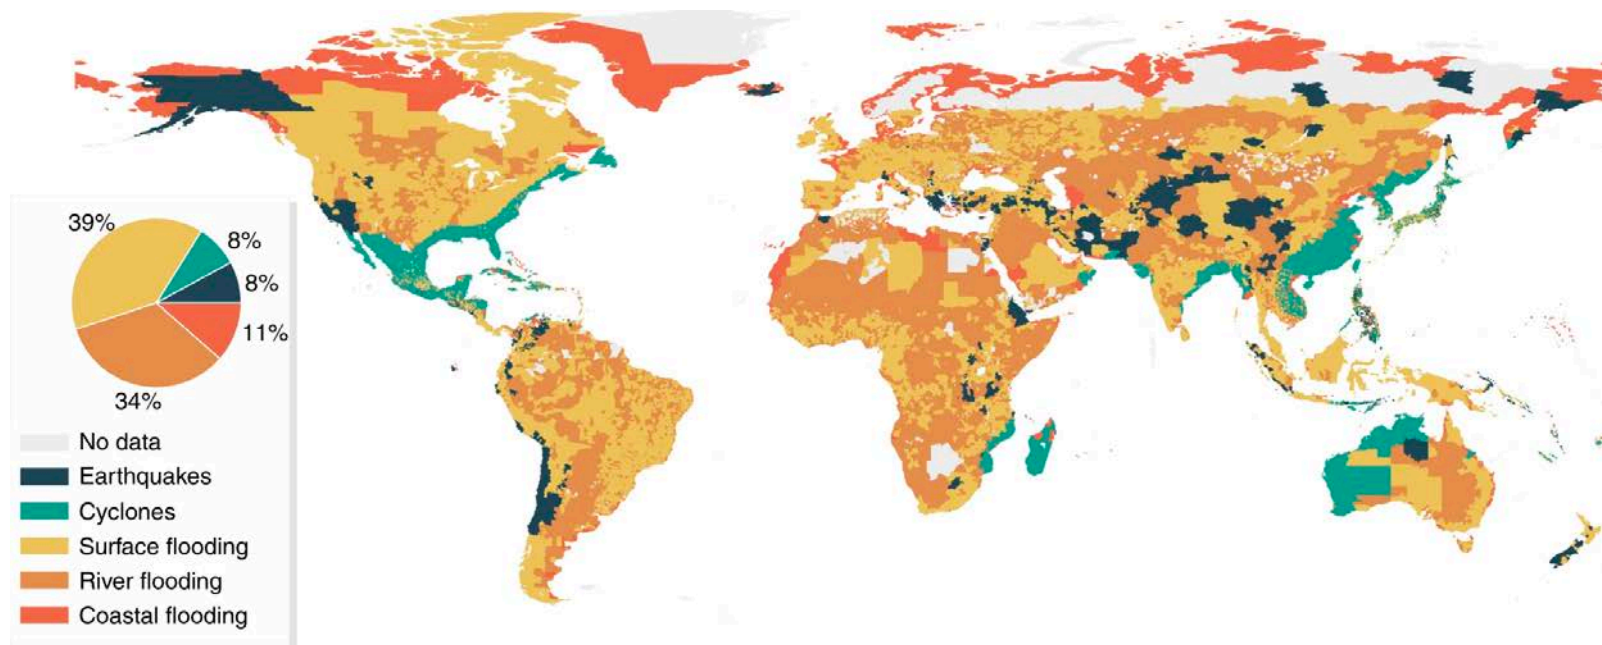 39%
8%
8%
11%
34%
No data
Earthquakes
Cyclones
Surface flooding
River flooding
Coastal flooding